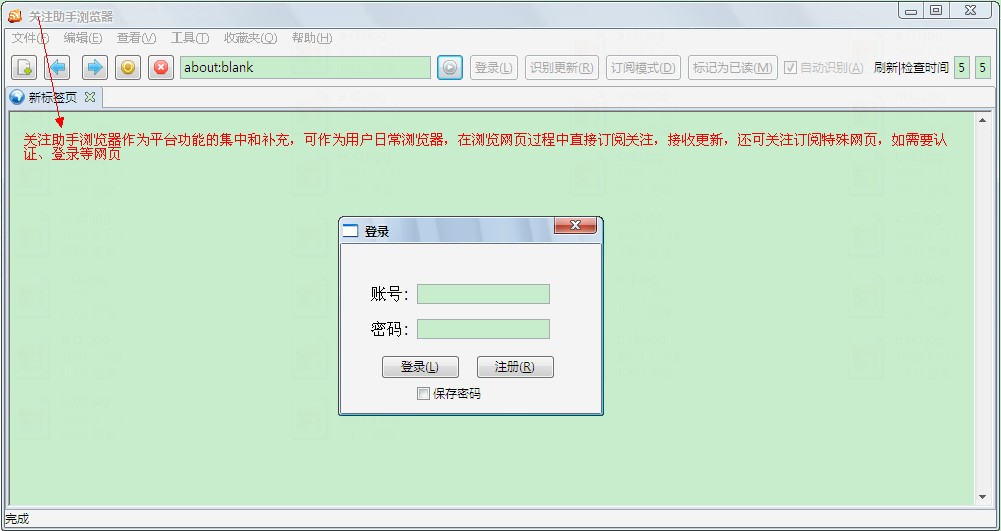 关注助手浏览器
文件(F) 编辑(E) 查看(V) 工具(T) 收藏夹(O) 帮助(H)
about:blank 登录(L) 识别更新(R) 订阅模式(D) 标记为已读(M) 自动识别(A) 刷新|检查时间 5 5
新标签页
关注助手浏览器作为平台功能的集中和补充，可作为用户日常浏览器，在浏览网页过程中直接订阅关注，接收更新，还可关注订阅特殊网页，如需要认
证、登录等网页
登录
账号：
密码：
登录(L) 注册(R)
保存密码
完成